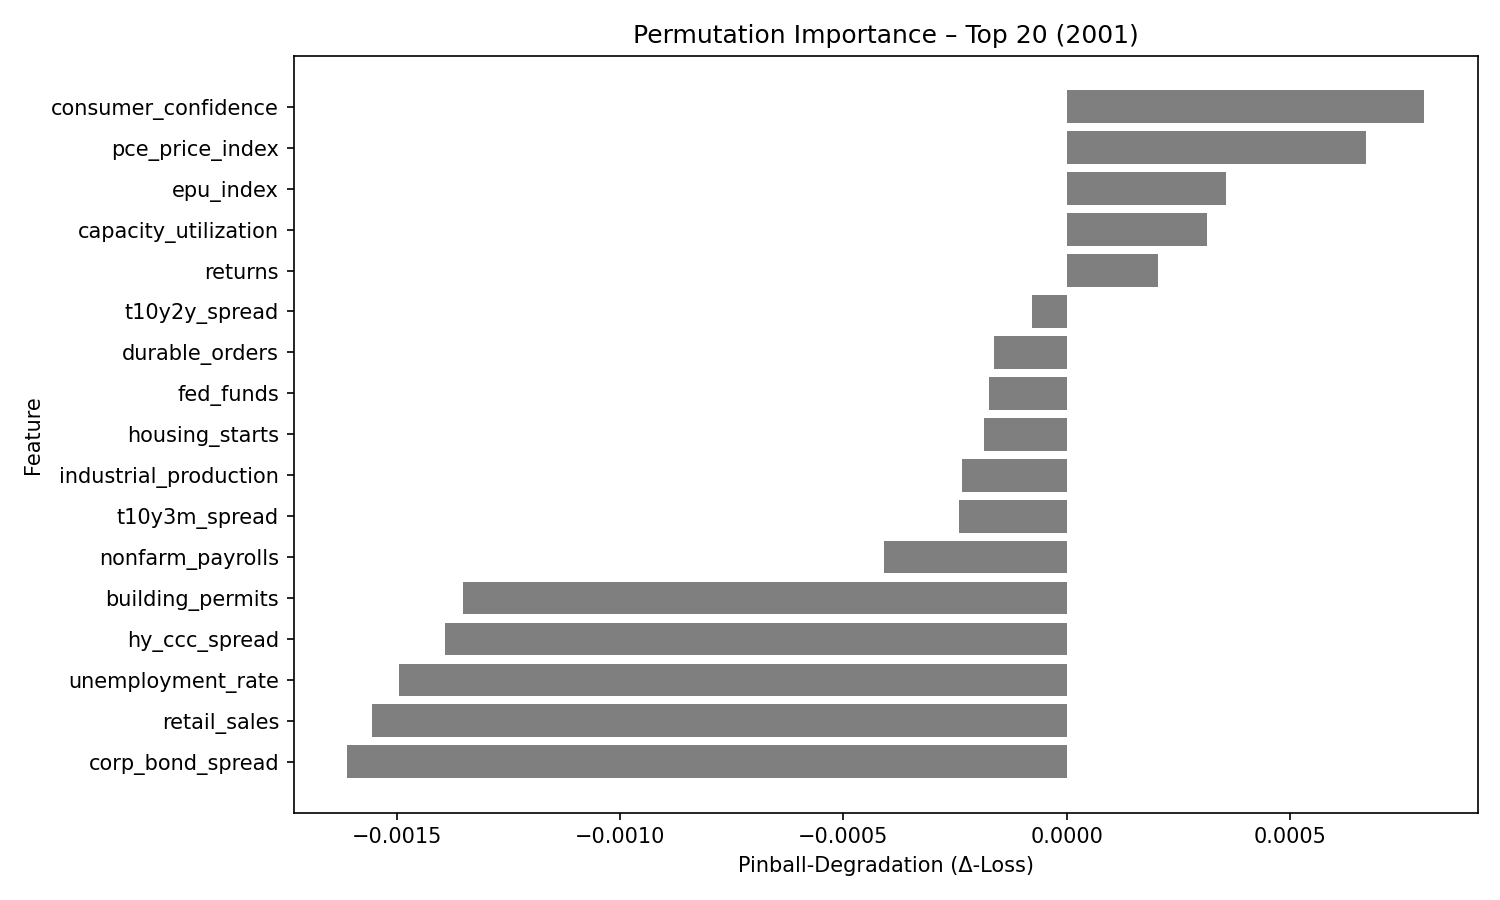 Permutation Importance – Top 20 (2001)
consumer_confidence
pce_price_index
epu_index
capacity_utilization
returns
t10y2y_spread
durable_orders
fed_funds
housing_starts
industrial_production
t10y3m_spread
nonfarm_payrolls
building_permits
hy_ccc_spread
unemployment_rate
retail_sales
corp_bond_spread
Feature
−0.0015 −0.0010 −0.0005 0.0000 0.0005
Pinball-Degradation (Δ-Loss)